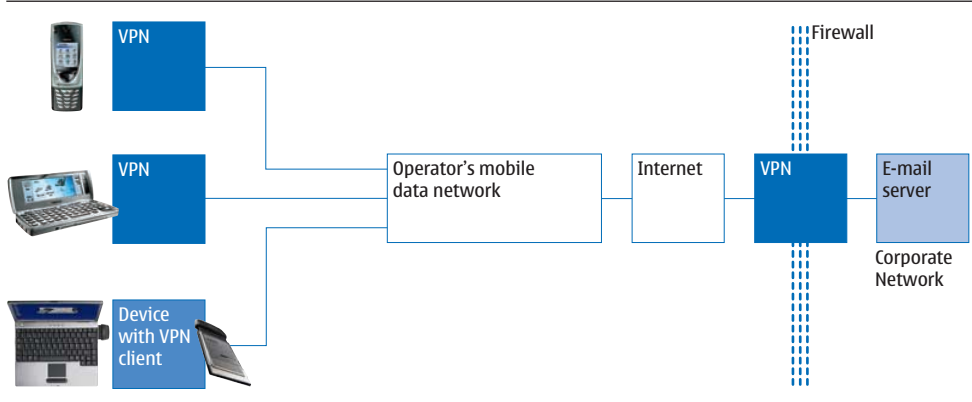 VPN
Firewall
VPN
Operator's mobile
data network
Internet
VPN
E-mail
server
Corporate
Network
Device
with VPN
client